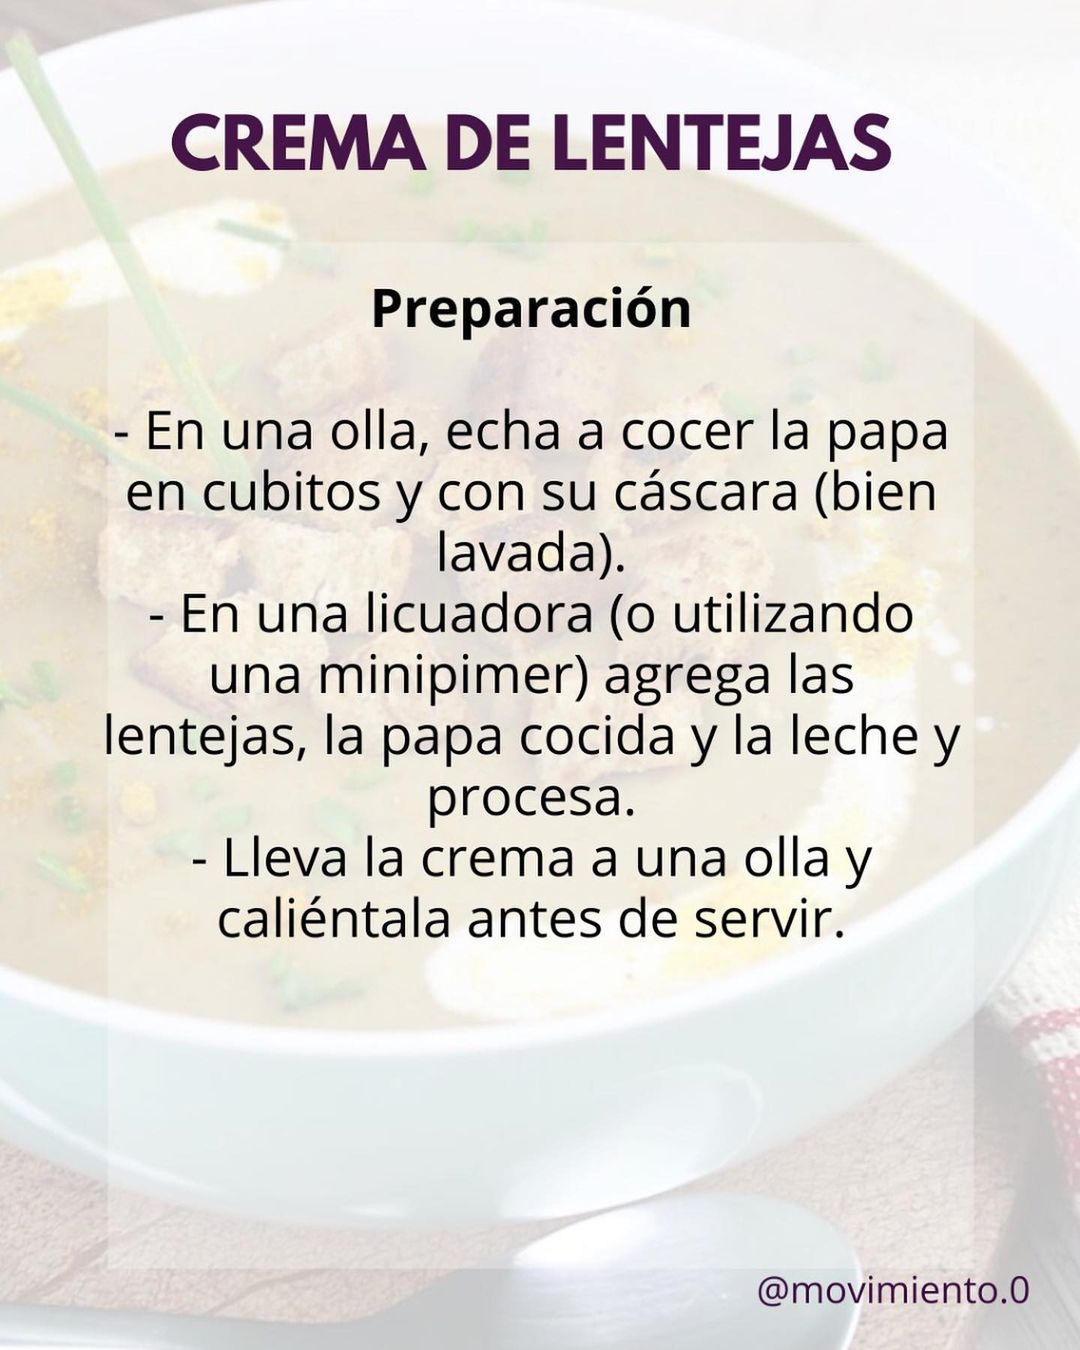 CREMA DE LENTEJAS
Preparación
- En una olla, echa a cocer la papa
en cubitos y con su cáscara (bien
lavada).
- En una licuadora (o utilizando
una minipimer) agrega las
lentejas, la papa cocida y la leche y
procesa.
- Lleva la crema a una olla y
caliéntala antes de servir.
@movimiento.0